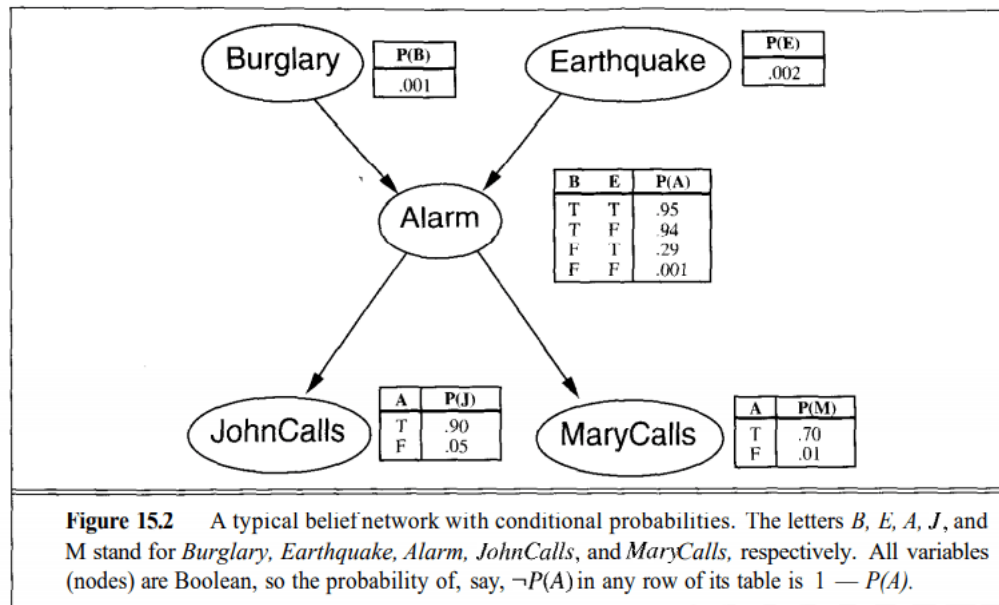 Burglary
P(B)
.001
Earthquake
P(E)
.002
Alarm
B E P(A)
T T .95
T F .94
F T .29
F F .001
JohnCalls
A P(J)
T .90
F .05
MaryCalls
A P(M)
T .70
F .01
Figure 15.2 A typical belief network with conditional probabilities. The letters B, E, A, J, and
M stand for Burglary, Earthquake, Alarm, JohnCalls, and MaryCalls, respectively. All variables
(nodes) are Boolean, so the probability of, say, ¬P(A) in any row of its table is 1 — P(A).